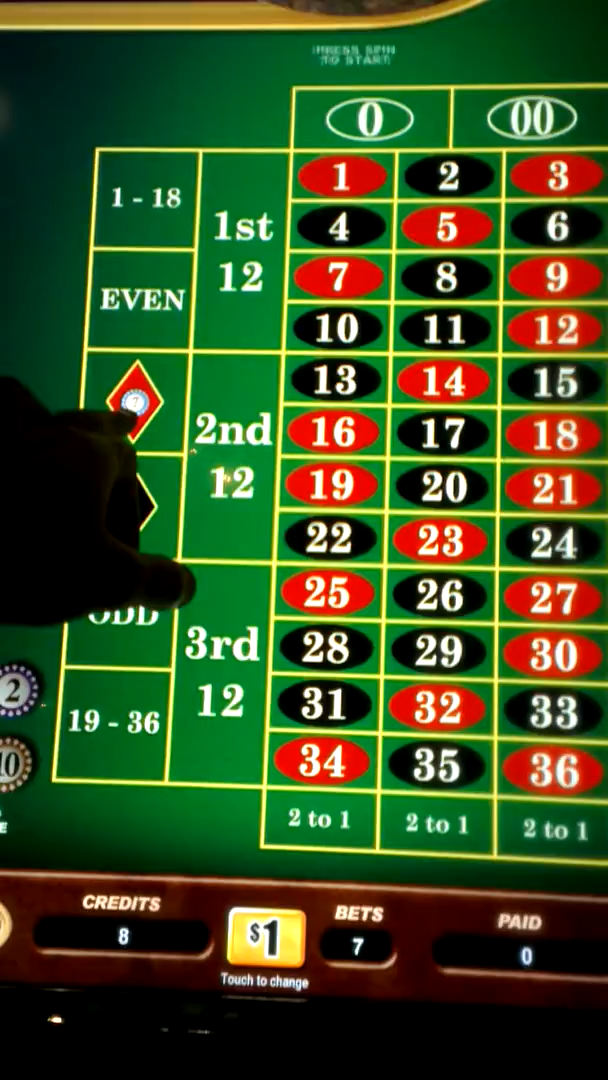 PRESS SPIN
TO START
0 00
1 - 18
1st
12
1 2 3
4 5 6
EVEN
7 8 9
10 11 12
7
2nd
12
13 14 15
16 17 18
19 20 21
22 23 24
ODD
3rd
12
25 26 27
28 29 30
2
19 - 36
31 32 33
10
34 35 36
2 to 1 2 to 1 2 to 1
CREDITS
8
$1
Touch to change
BETS
7
PAID
0